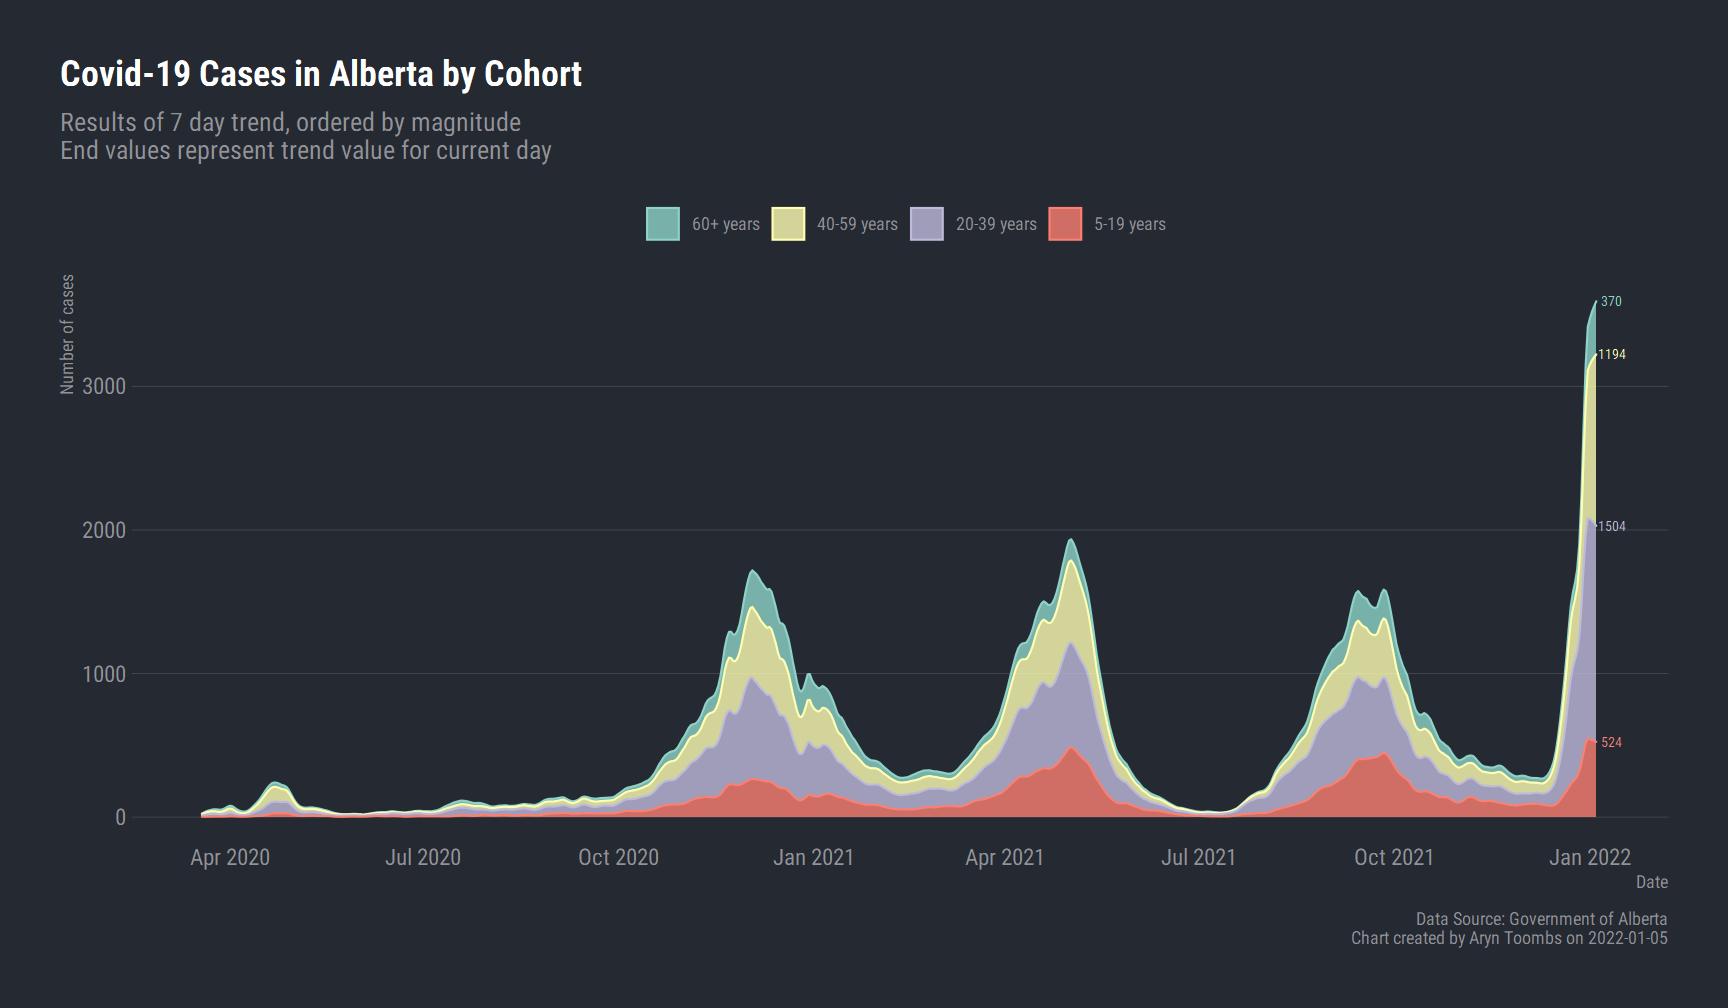 Covid-19 Cases in Alberta by Cohort
Results of 7 day trend, ordered by magnitude
End values represent trend value for current day
60+ years
40-59 years
20-39 years
5-19 years
Number of cases
3000
2000
1000
0
370
1194
1504
524
Apr 2020
Jul 2020
Oct 2020
Jan 2021
Apr 2021
Jul 2021
Oct 2021
Jan 2022
Date
Data Source: Government of Alberta
Chart created by Aryn Toombs on 2022-01-05